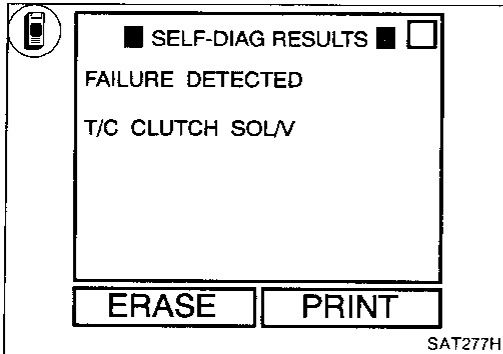 SELF-DIAG RESULTS
FAILURE DETECTED
T/C CLUTCH SOL/V
ERASE PRINT
SAT277H